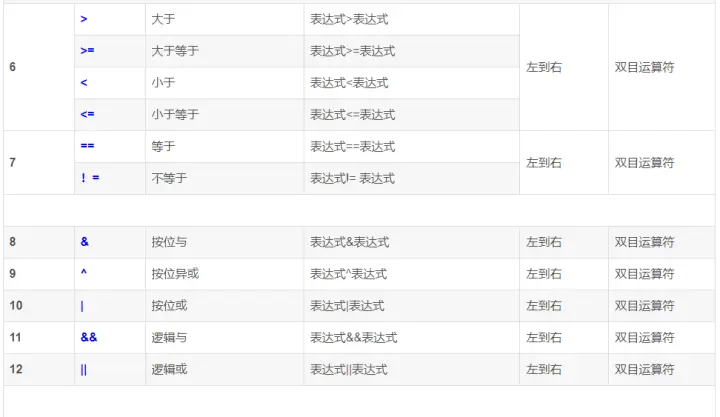 6 > 大于 表达式>表达式 左到右 双目运算符
>= 大于等于 表达式>=表达式
< 小于 表达式<表达式
<= 小于等于 表达式<=表达式
7 == 等于 表达式==表达式 左到右 双目运算符
！= 不等于 表达式!= 表达式
8 & 按位与 表达式&表达式 左到右 双目运算符
9 ^ 按位异或 表达式^表达式 左到右 双目运算符
10 | 按位或 表达式|表达式 左到右 双目运算符
11 && 逻辑与 表达式&&表达式 左到右 双目运算符
12 || 逻辑或 表达式||表达式 左到右 双目运算符